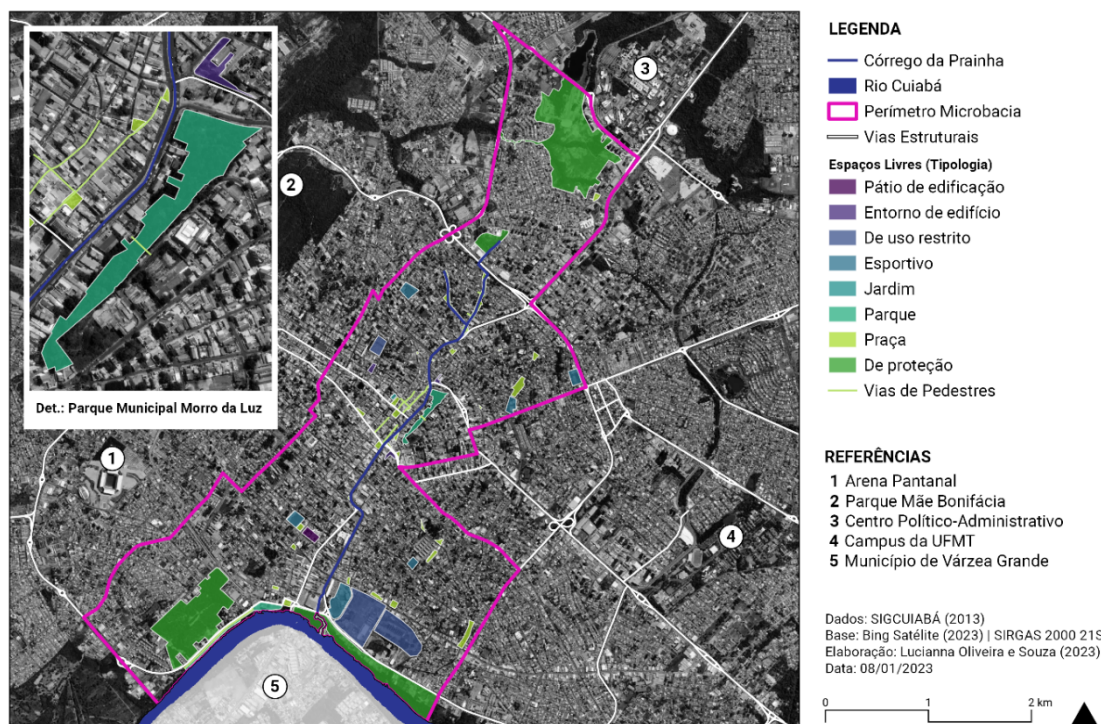 LEGENDA
Córrego da Prainha
Rio Cuiabá
Perímetro Microbacia
Vias Estruturais
Espaços Livres (Tipologia)
Pátio de edificação
Entorno de edifício
De uso restrito
Esportivo
Jardim
Parque
Praça
De proteção
Vias de Pedestres
REFERÊNCIAS
1 Arena Pantanal
2 Parque Mãe Bonifácia
3 Centro Político-Administrativo
4 Campus da UFMT
5 Município de Várzea Grande
Dados: SIGCUIABÁ (2013)
Base: Bing Satélite (2023) | SIRGAS 2000 21S
Elaboração: Lucianna Oliveira e Souza (2023)
Data: 08/01/2023
0 1 2 km
Det.: Parque Municipal Morro da Luz
3
2
1
4
5